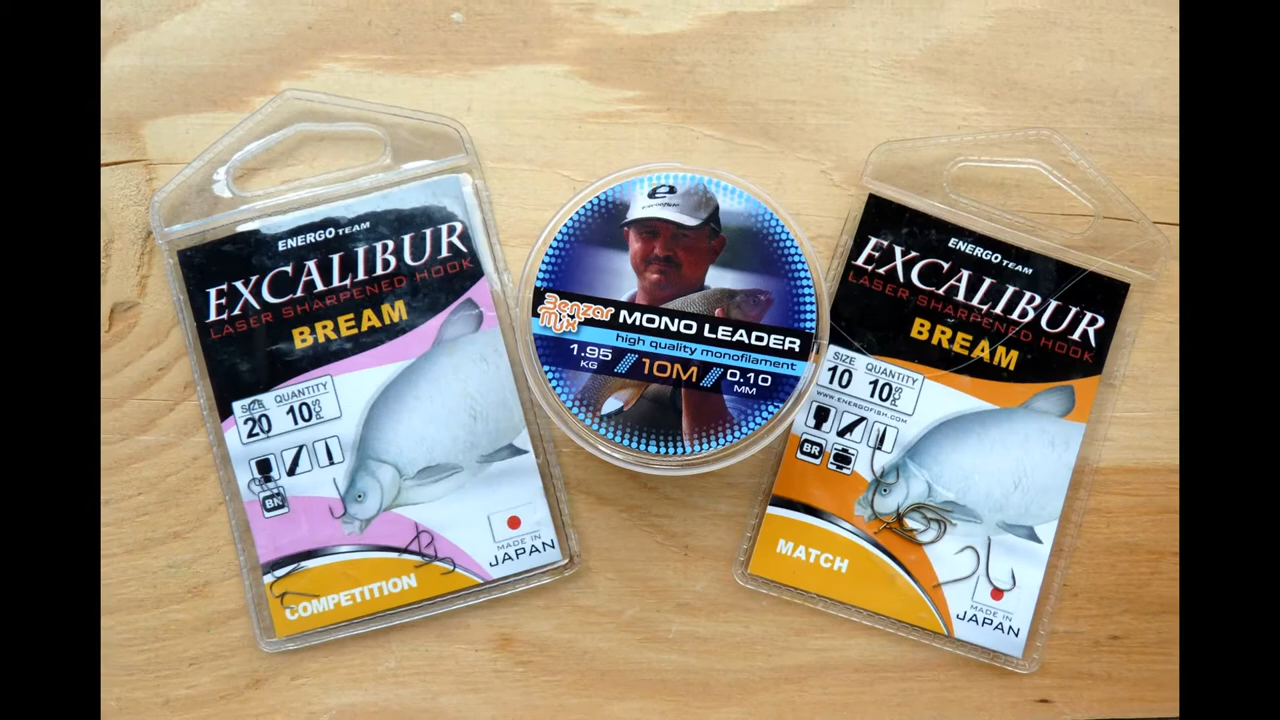 ENERGO TEAM
EXCALIBUR
LASER SHARPENED HOOK
BREAM
SIZE
20
QUANTITY
10 PCS
BN
MADE IN
JAPAN
COMPETITION
e
Benzar
Mix
MONO LEADER
high quality monofilament
1.95
KG
10M
0.10
MM
ENERGO TEAM
EXCALIBUR
LASER SHARPENED HOOK
BREAM
SIZE
10
QUANTITY
10 PCS
WWW.ENERGOFISH.COM
BR
MATCH
MADE IN
JAPAN